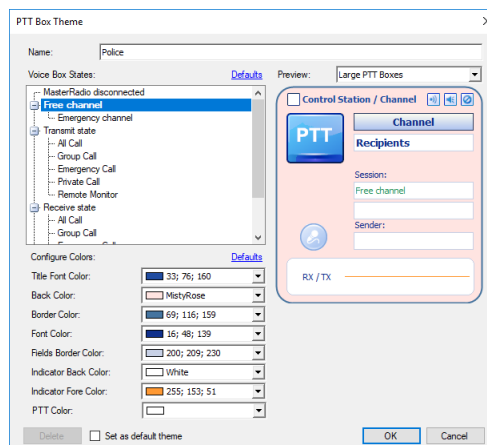 PTT Box Theme
Name: Police
Voice Box States: Defaults Preview: Large PTT Boxes
MasterRadio disconnected
Free channel
Emergency channel
Transmit state
All Call
Group Call
Emergency Call
Private Call
Remote Monitor
Receive state
All Call
Group Call
Control Station / Channel
PTT
Channel
Recipients
Session:
Free channel
Sender:
RX / TX
Configure Colors: Defaults
Title Font Color: 33; 76; 160
Back Color: MistyRose
Border Color: 69; 116; 159
Font Color: 16; 48; 139
Fields Border Color: 200; 209; 230
Indicator Back Color: White
Indicator Fore Color: 255; 153; 51
PTT Color:
Delete Set as default theme OK Cancel